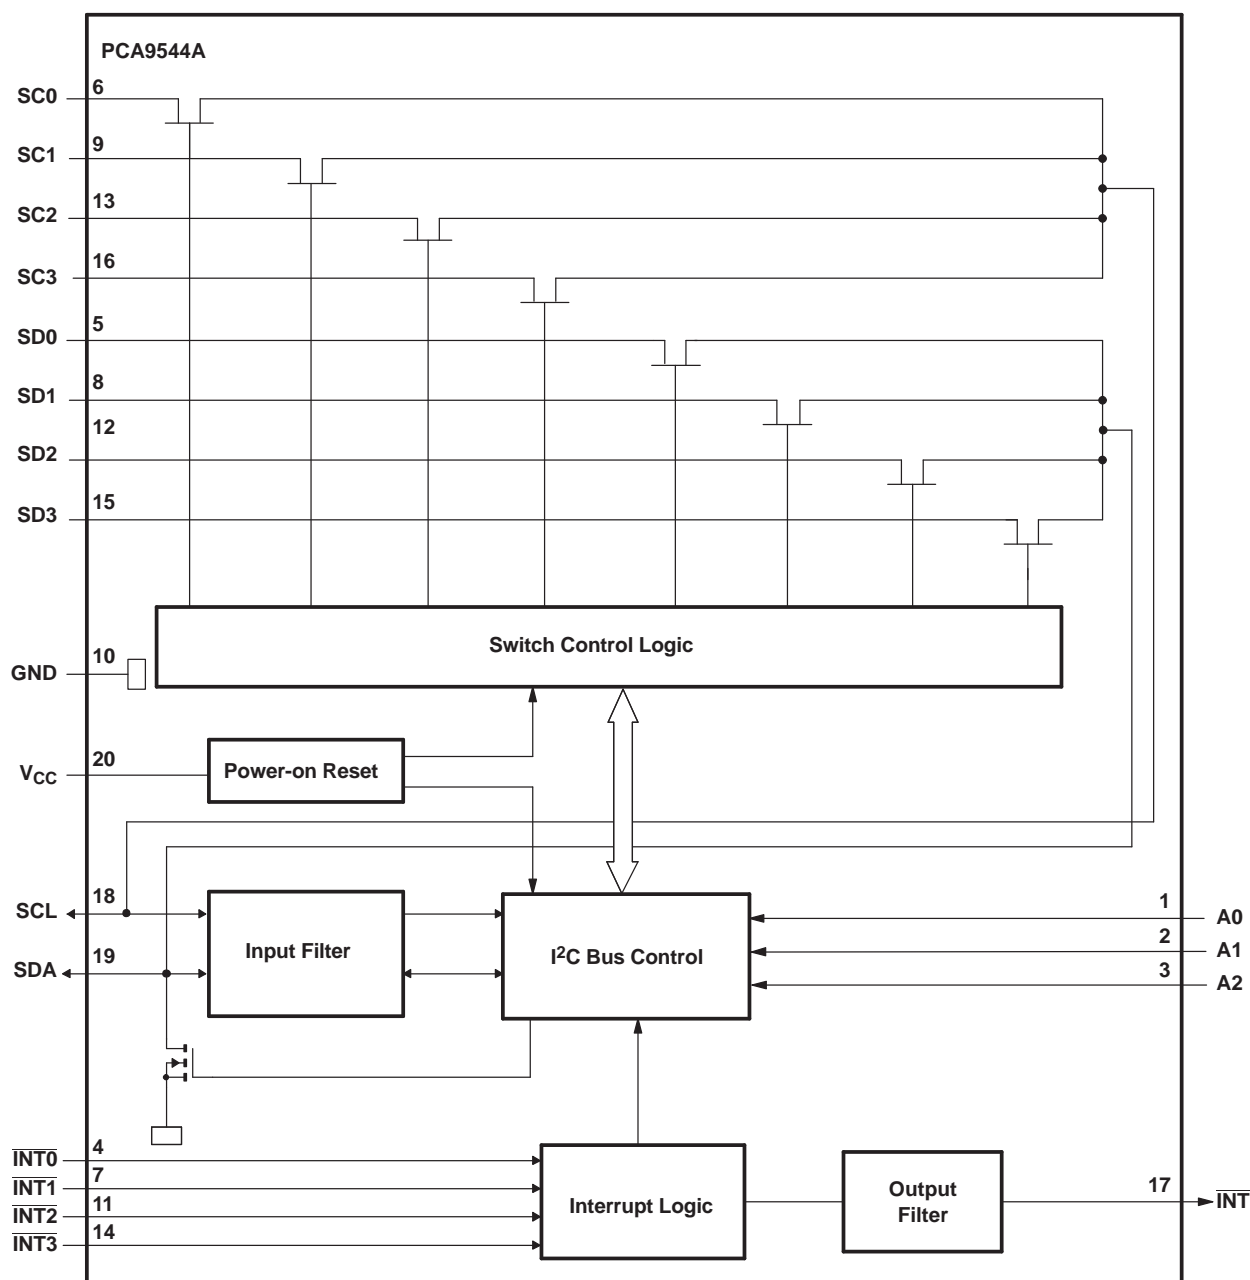 PCA9544A
SC0 6
SC1 9
SC2 13
SC3 16
SD0 5
SD1 8
SD2 12
SD3 15
Switch Control Logic
GND 10
VCC 20
Power-on Reset
SCL 18
SDA 19
Input Filter
I2C Bus Control
1 A0
2 A1
3 A2
INT0 4
INT1 7
INT2 11
INT3 14
Interrupt Logic
Output
Filter
17 INT